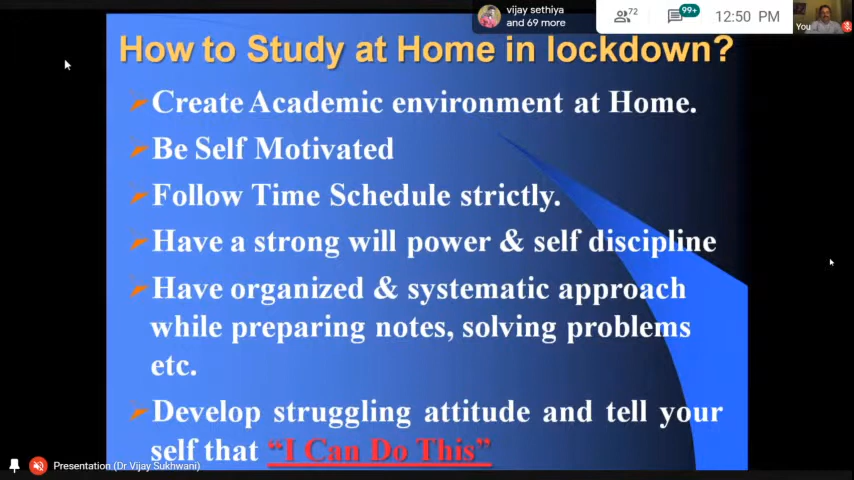 vijay sethiya
and 69 more
72
99+
12:50 PM
You
How to Study at Home in lockdown?
Create Academic environment at Home.
Be Self Motivated
Follow Time Schedule strictly.
Have a strong will power & self discipline
Have organized & systematic approach
while preparing notes, solving problems
etc.
Develop struggling attitude and tell your
self that “I Can Do This”
Presentation (Dr Vijay Sukhwani)